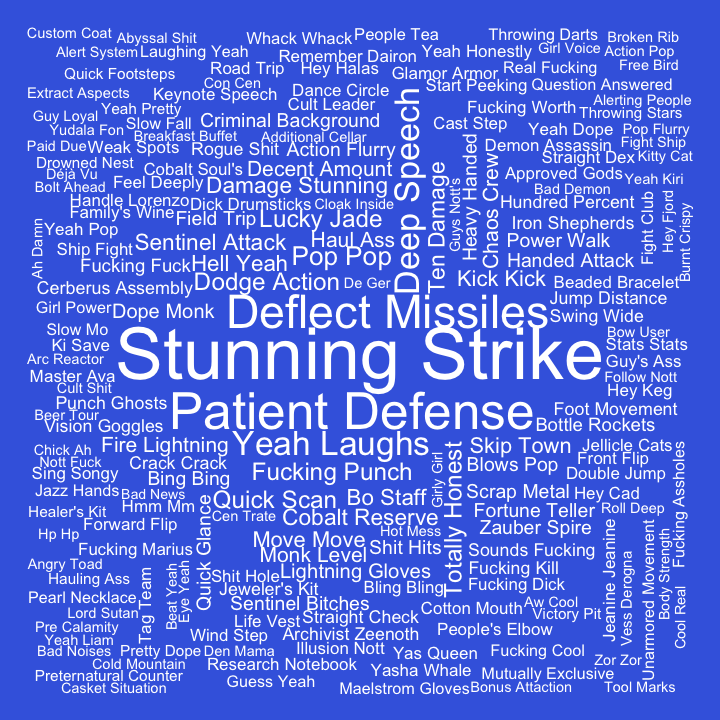 Custom Coat
Abyssal Shit
Whack Whack
People Tea
Throwing Darts
Broken Rib
Alert System
Laughing Yeah
Remember Dairon
Yeah Honestly
Girl Voice
Action Pop
Quick Footsteps
Road Trip
Hey Halas
Glamor Armor
Real Fucking
Free Bird
Con Cen
Extract Aspects
Keynote Speech
Dance Circle
Start Peeking
Question Answered
Yeah Pretty
Cult Leader
Fucking Worth
Alerting People
Guy Loyal
Slow Fall
Criminal Background
Cast Step
Throwing Stars
Yudala Fon
Breakfast Buffet
Additional Cellar
Yeah Dope
Pop Flurry
Paid Due
Weak Spots
Rogue Shit
Action Flurry
Demon Assassin
Fight Ship
Drowned Nest
Cobalt Soul's
Decent Amount
Straight Dex
Kitty Cat
Déjà Vu
Feel Deeply
Damage Stunning
Deep Speech
Ten Damage
Guys Nott's
Heavy Handed
Chaos Crew
Approved Gods
Yeah Kiri
Bolt Ahead
Bad Demon
Handle Lorenzo
Dick Drumsticks
Cloak Inside
Hundred Percent
Family's Wine
Field Trip
Lucky Jade
Iron Shepherds
Fight Club
Hey Fjord
Burnt Crispy
Yeah Pop
Ah Damn
Ship Fight
Sentinel Attack
Haul Ass
Power Walk
Fucking Fuck
Hell Yeah
Pop Pop
Handed Attack
Cerberus Assembly
Dodge Action
De Ger
Kick Kick
Beaded Bracelet
Girl Power
Dope Monk
Deflect Missiles
Jump Distance
Swing Wide
Slow Mo
Bow User
Ki Save
Stunning Strike
Stats Stats
Arc Reactor
Guy's Ass
Master Ava
Follow Nott
Cult Shit
Hey Keg
Punch Ghosts
Patient Defense
Foot Movement
Beer Tour
Vision Goggles
Bottle Rockets
Fire Lightning
Yeah Laughs
Skip Town
Jellicle Cats
Chick Ah
Nott Fuck
Crack Crack
Girly Girl
Totally Honest
Blows Pop
Front Flip
Sing Songy
Bing Bing
Fucking Punch
Double Jump
Fucking Assholes
Jazz Hands
Bad News
Quick Scan
Bo Staff
Scrap Metal
Hey Cad
Healer's Kit
Hmm Mm
Quick Glance
Cen Trate
Cobalt Reserve
Fortune Teller
Roll Deep
Forward Flip
Hot Mess
Zauber Spire
Hp Hp
Move Move
Fucking Marius
Monk Level
Shit Hits
Sounds Fucking
Jeanine Jeanine
Vess Derogna
Unarmored Movement
Body Strength
Cool Real
Angry Toad
Hauling Ass
Tag Team
Beat Yeah
Eye Yeah
Shit Hole
Lightning Gloves
Fucking Kill
Pearl Necklace
Jeweler's Kit
Bling Bling
Fucking Dick
Lord Sutan
Sentinel Bitches
Cotton Mouth
Aw Cool
Victory Pit
Pre Calamity
Life Vest
Straight Check
Yeah Liam
Wind Step
Archivist Zeenoth
People's Elbow
Bad Noises
Pretty Dope
Den Mama
Illusion Nott
Yas Queen
Fucking Cool
Cold Mountain
Research Notebook
Yasha Whale
Zor Zor
Preternatural Counter
Mutually Exclusive
Casket Situation
Guess Yeah
Maelstrom Gloves
Bonus Attaction
Tool Marks